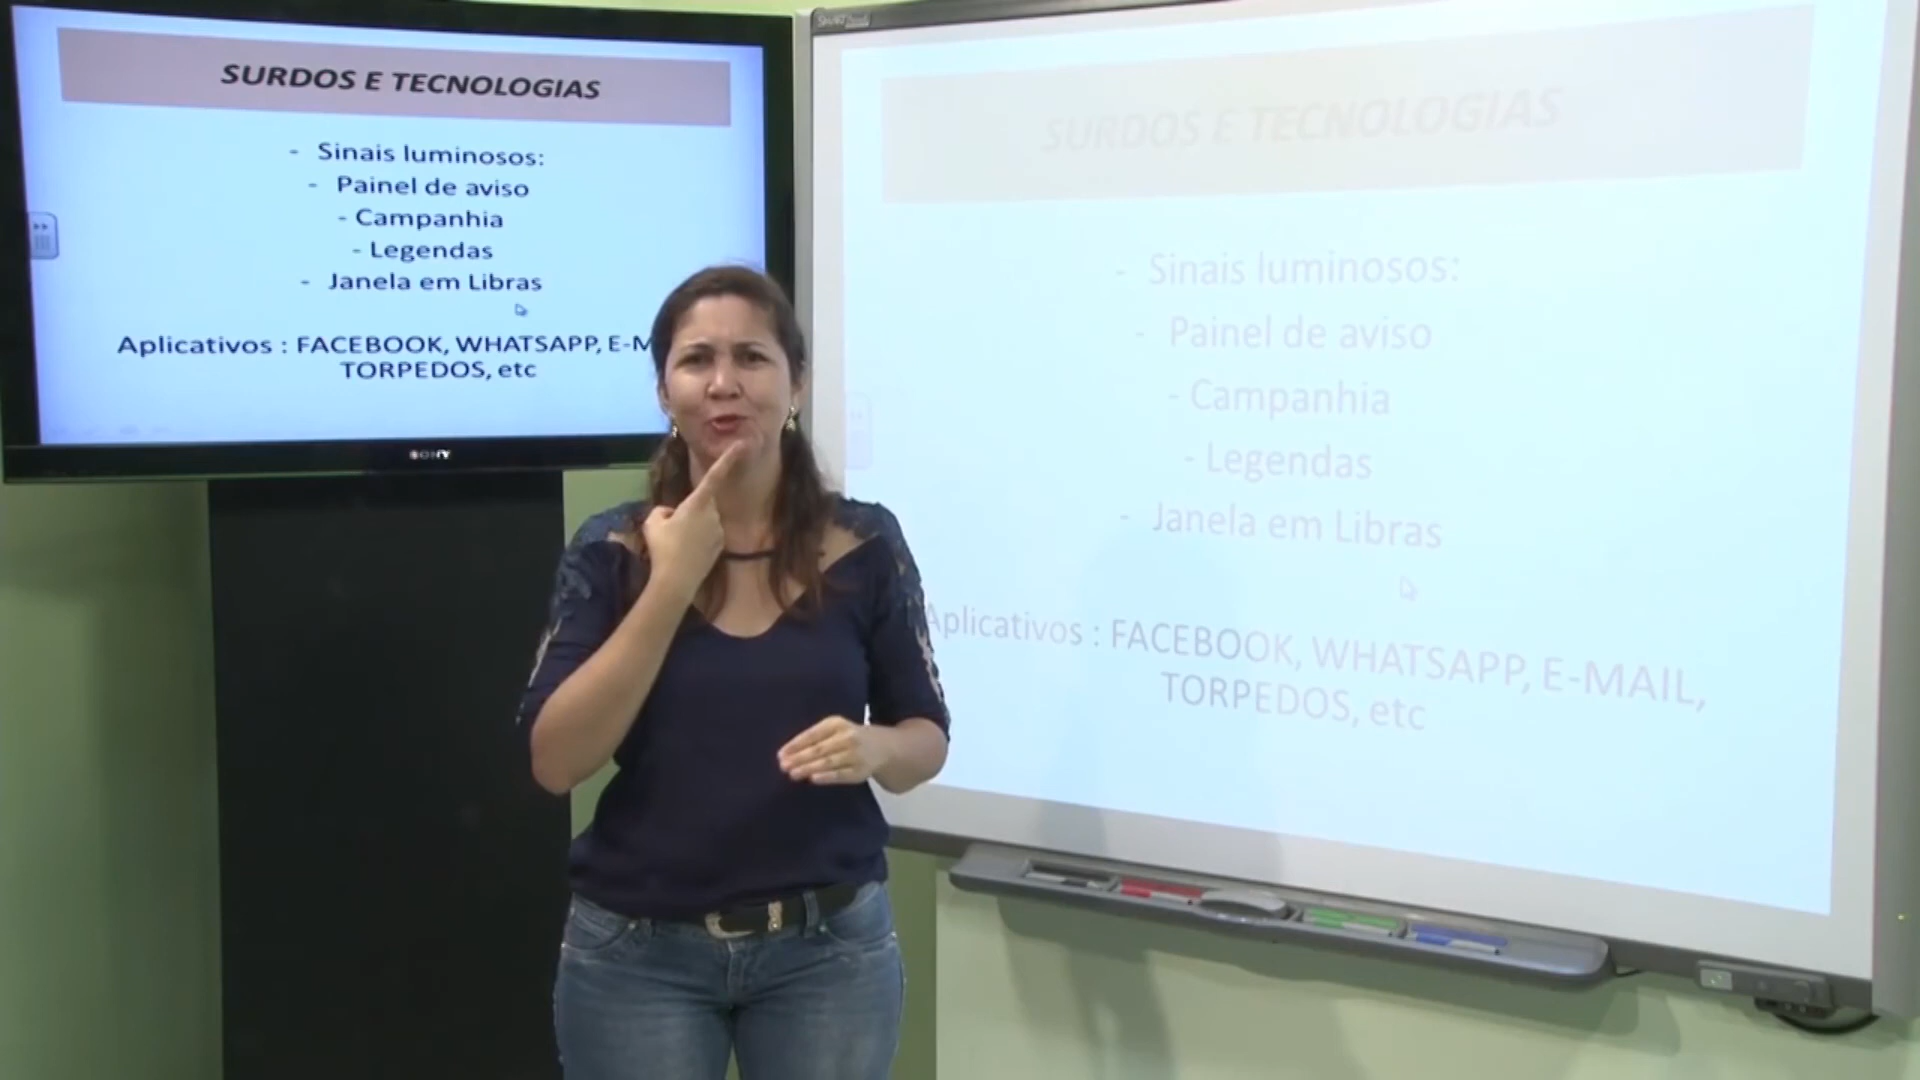 SURDOS E TECNOLOGIAS
- Sinais luminosos:
- Painel de aviso
- Campanhia
- Legendas
- Janela em Libras
Aplicativos : FACEBOOK, WHATSAPP, E-M
TORPEDOS, etc
SONY
SURDOS E TECNOLOGIAS
- Sinais luminosos:
- Painel de aviso
- Campanhia
- Legendas
- Janela em Libras
Aplicativos : FACEBOOK, WHATSAPP, E-MAIL,
TORPEDOS, etc